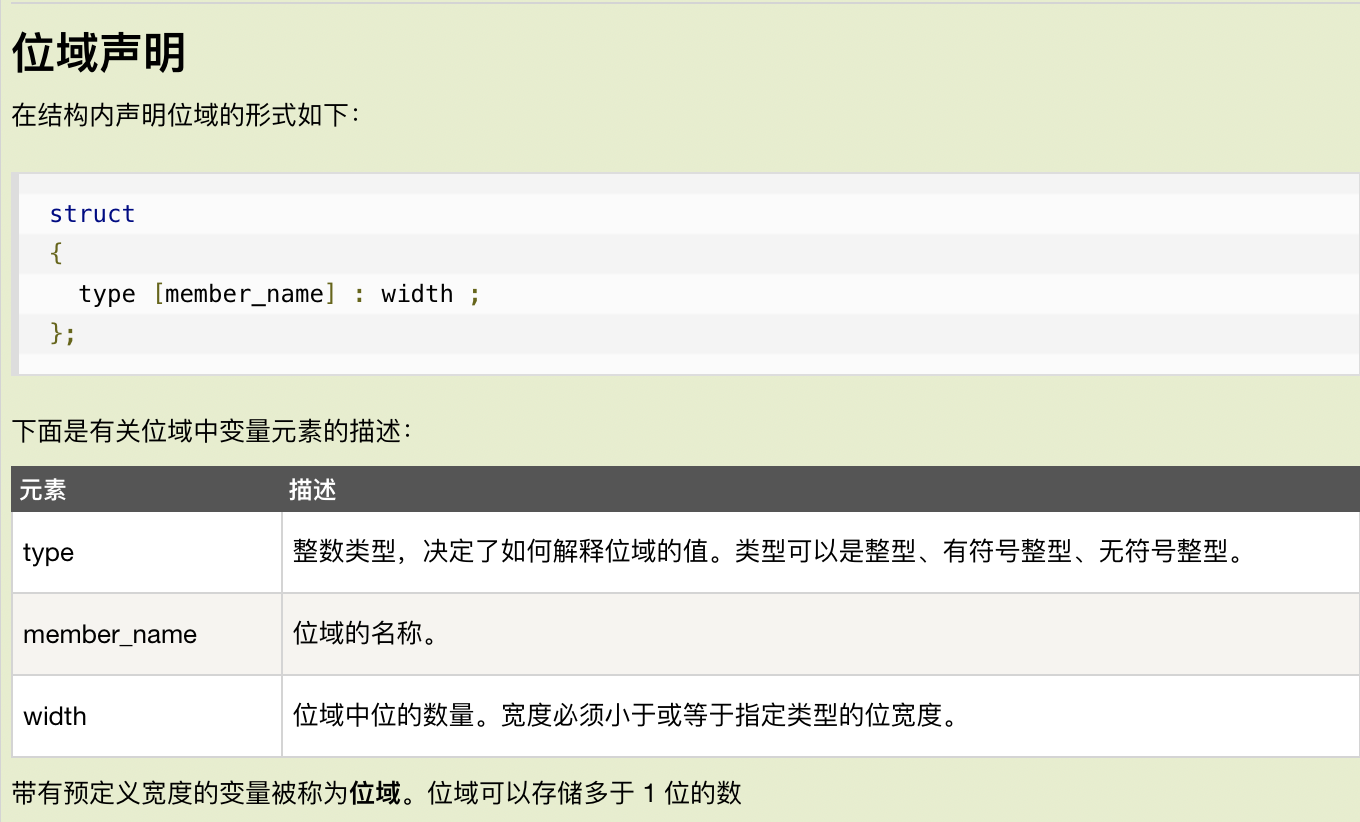 位域声明
在结构内声明位域的形式如下：
struct
{
  type [member_name] : width ;
};
下面是有关位域中变量元素的描述：
元素 描述
type 整数类型，决定了如何解释位域的值。类型可以是整型、有符号整型、无符号整型。
member_name 位域的名称。
width 位域中位的数量。宽度必须小于或等于指定类型的位宽度。
带有预定义宽度的变量被称为位域。位域可以存储多于 1 位的数